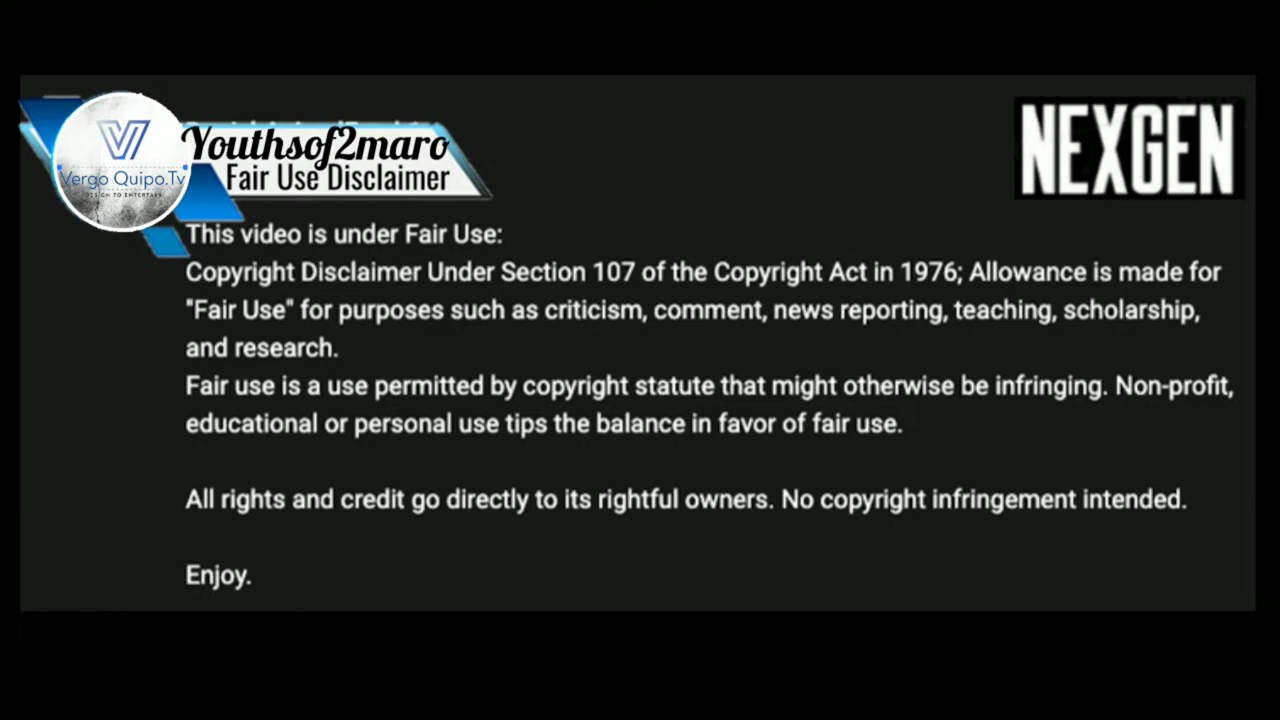 Youthsof2maro
Fair Use Disclaimer
NEXGEN
Vergo Quipo.Tv
DESIGN TO ENTERTAIN
This video is under Fair Use:
Copyright Disclaimer Under Section 107 of the Copyright Act in 1976; Allowance is made for
"Fair Use" for purposes such as criticism, comment, news reporting, teaching, scholarship,
and research.
Fair use is a use permitted by copyright statute that might otherwise be infringing. Non-profit,
educational or personal use tips the balance in favor of fair use.
All rights and credit go directly to its rightful owners. No copyright infringement intended.
Enjoy.